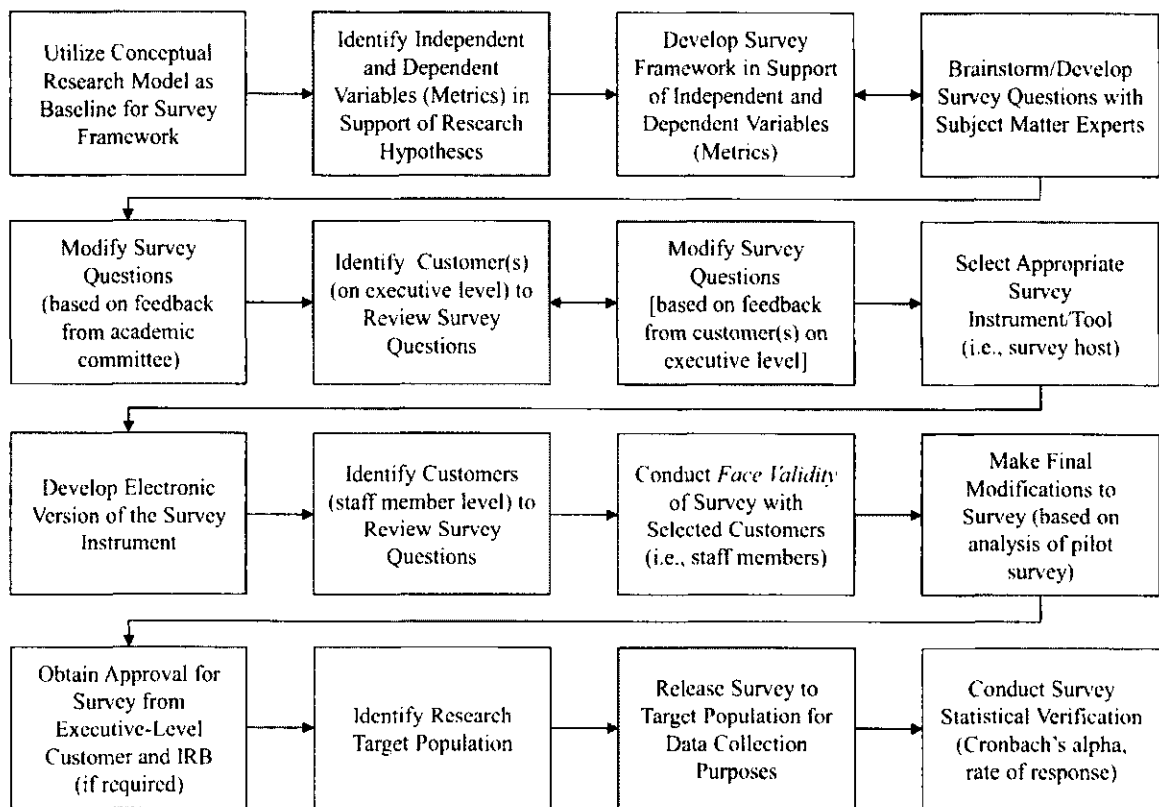 Utilize Conceptual
Research Model as
Baseline for Survey
Framework
Identify Independent
and Dependent
Variables (Metrics) in
Support of Research
Hypotheses
Develop Survey
Framework in Support
of Independent and
Dependent Variables
(Metrics)
Brainstorm/Develop
Survey Questions with
Subject Matter Experts
Modify Survey
Questions
(based on feedback
from academic
committee)
Identify Customer(s)
(on executive level) to
Review Survey
Questions
Modify Survey
Questions
[based on feedback
from customer(s) on
executive level]
Select Appropriate
Survey
Instrument/Tool
(i.e., survey host)
Develop Electronic
Version of the Survey
Instrument
Identify Customers
(staff member level) to
Review Survey
Questions
Conduct Face Validity
of Survey with
Selected Customers
(i.e., staff members)
Make Final
Modifications to
Survey (based on
analysis of pilot
survey)
Obtain Approval for
Survey from
Executive-Level
Customer and IRB
(if required)
Identify Research
Target Population
Release Survey to
Target Population for
Data Collection
Purposes
Conduct Survey
Statistical Verification
(Cronbach's alpha,
rate of response)